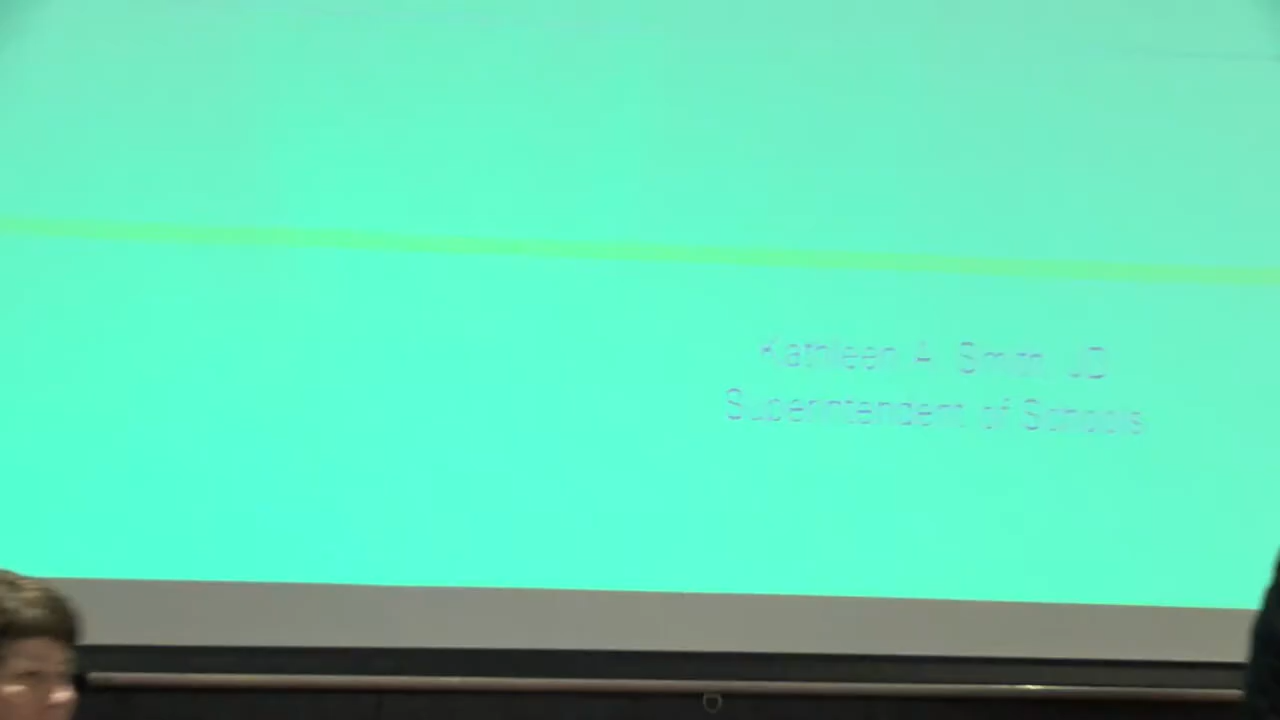 Kathleen A. Smith, JD
Superintendent of Schools